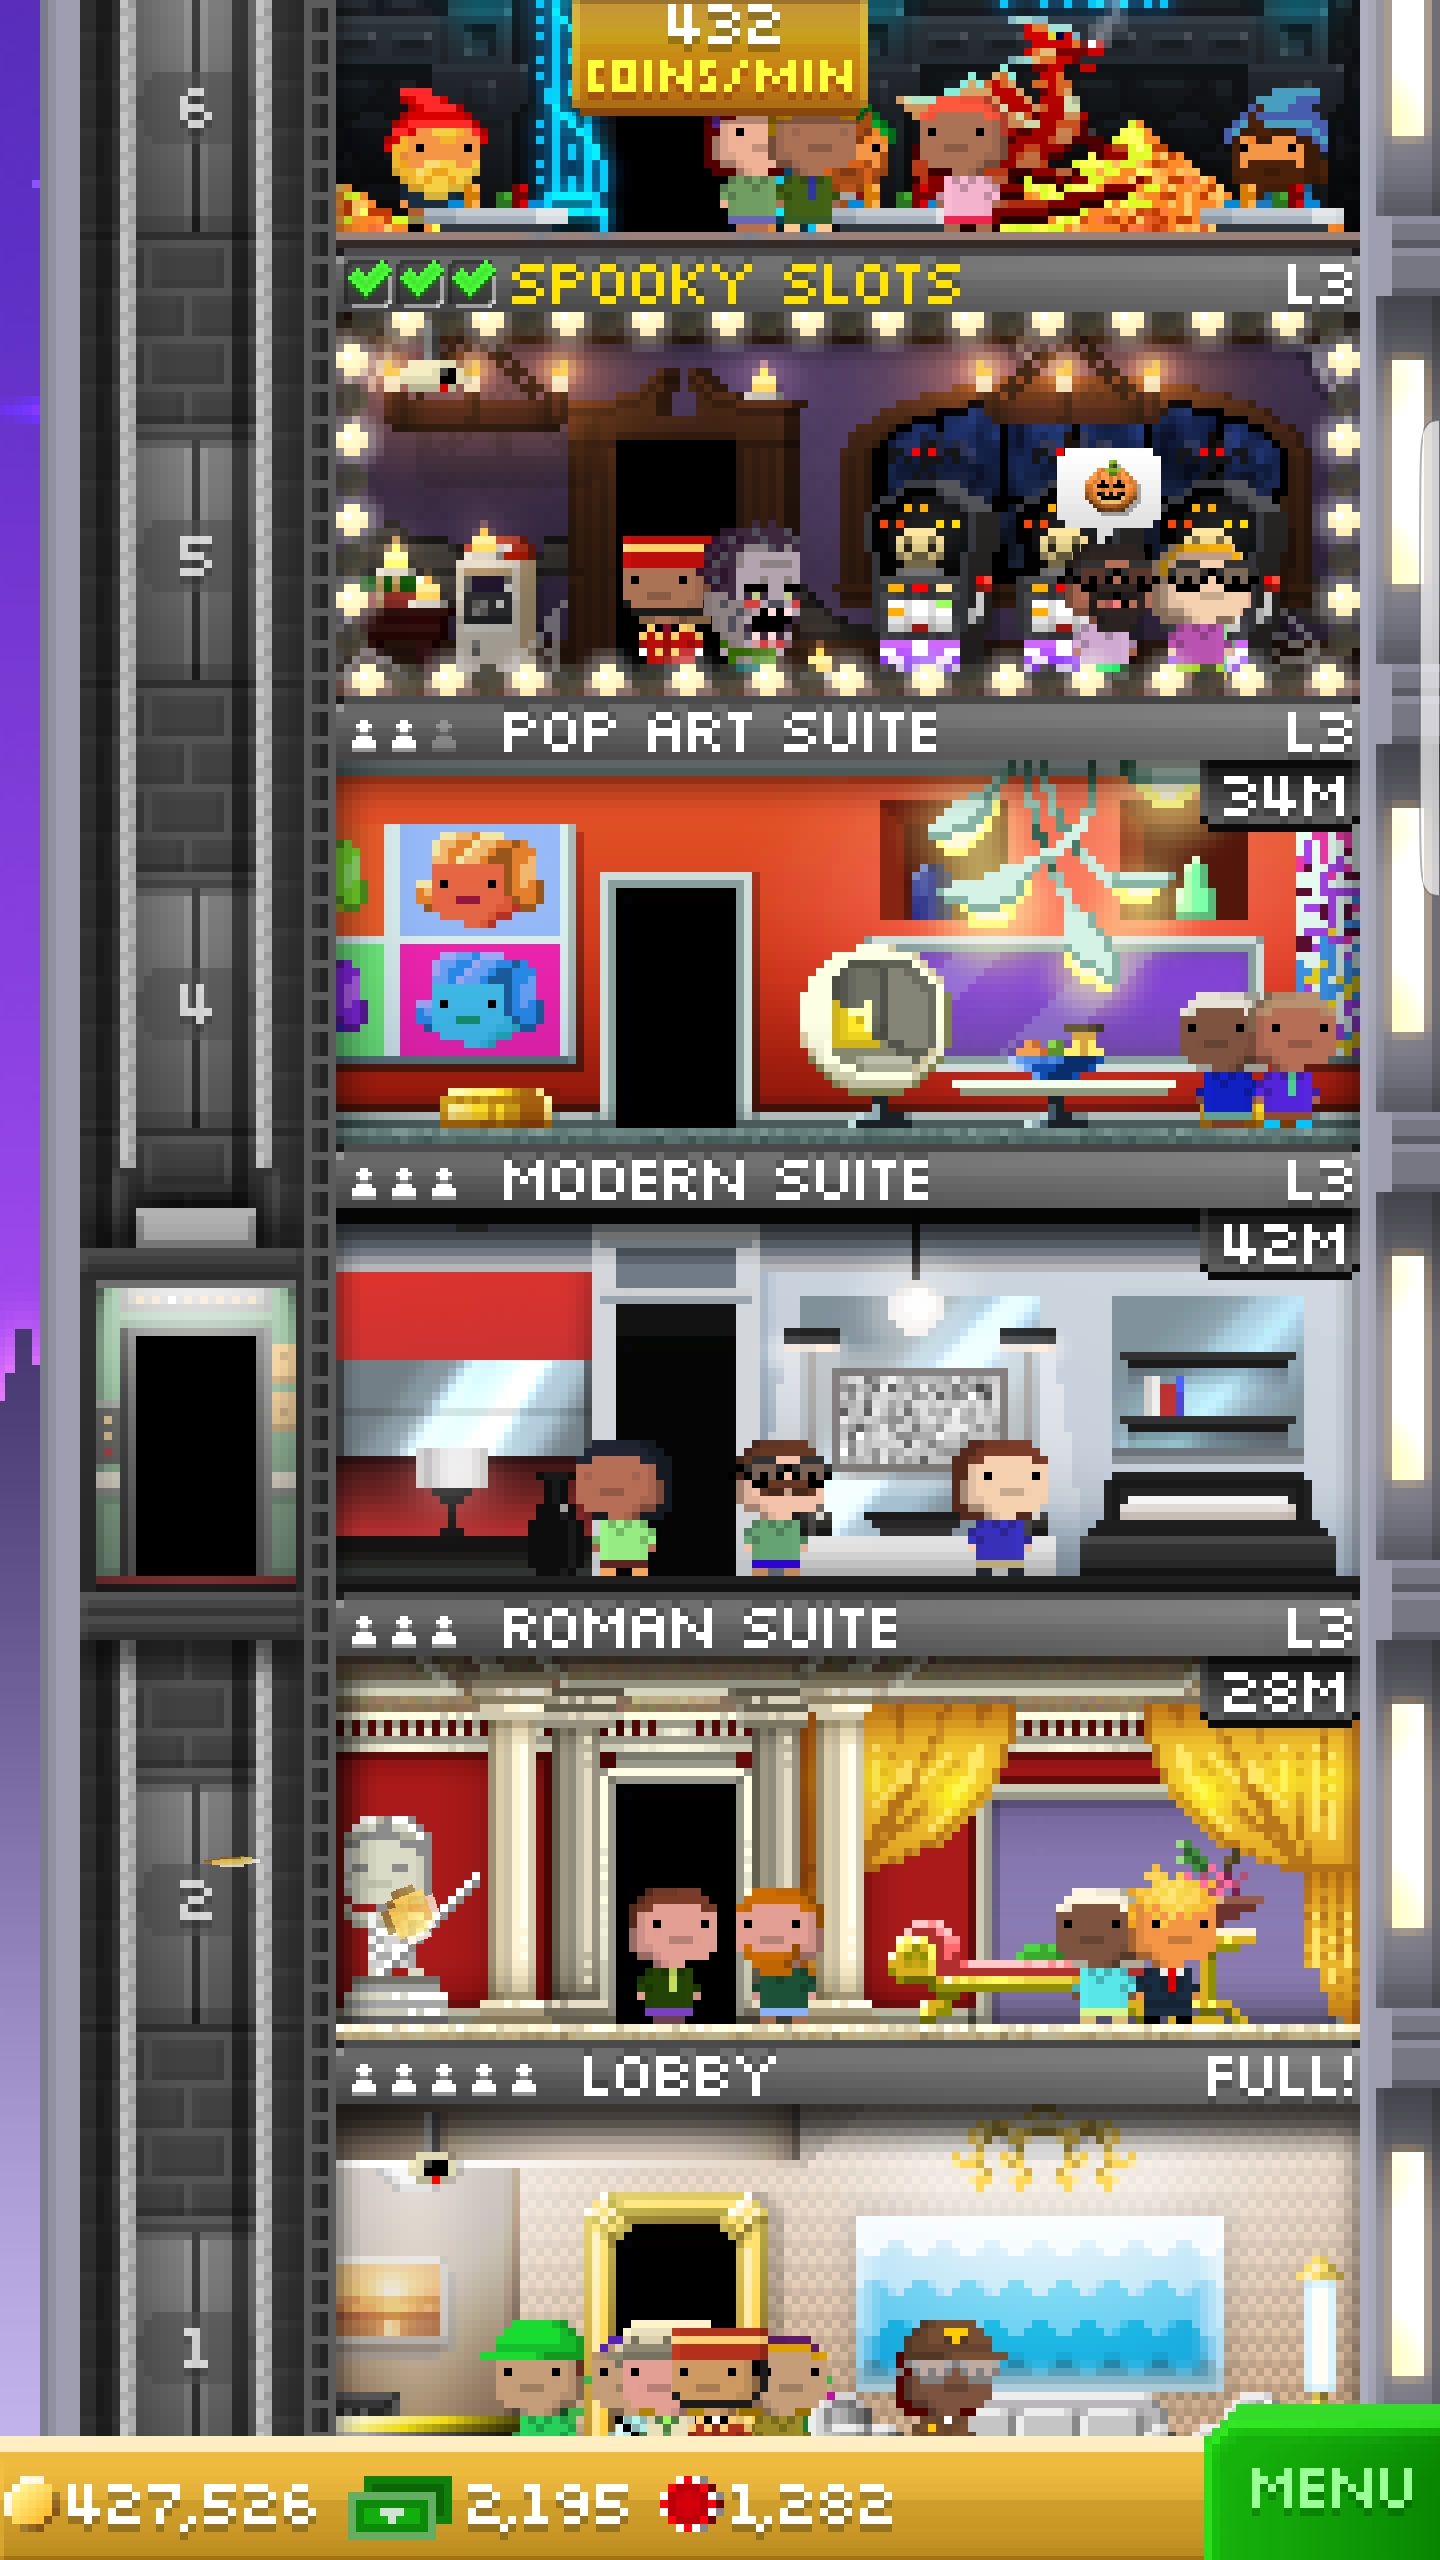 432
COINS/MIN
6
SPOOKY SLOTS L3
5
POP ART SUITE L3
34M
4
MODERN SUITE L3
42M
ROMAN SUITE L3
28M
2
LOBBY FULL!
1
427,526 2,195 1,282 MENU